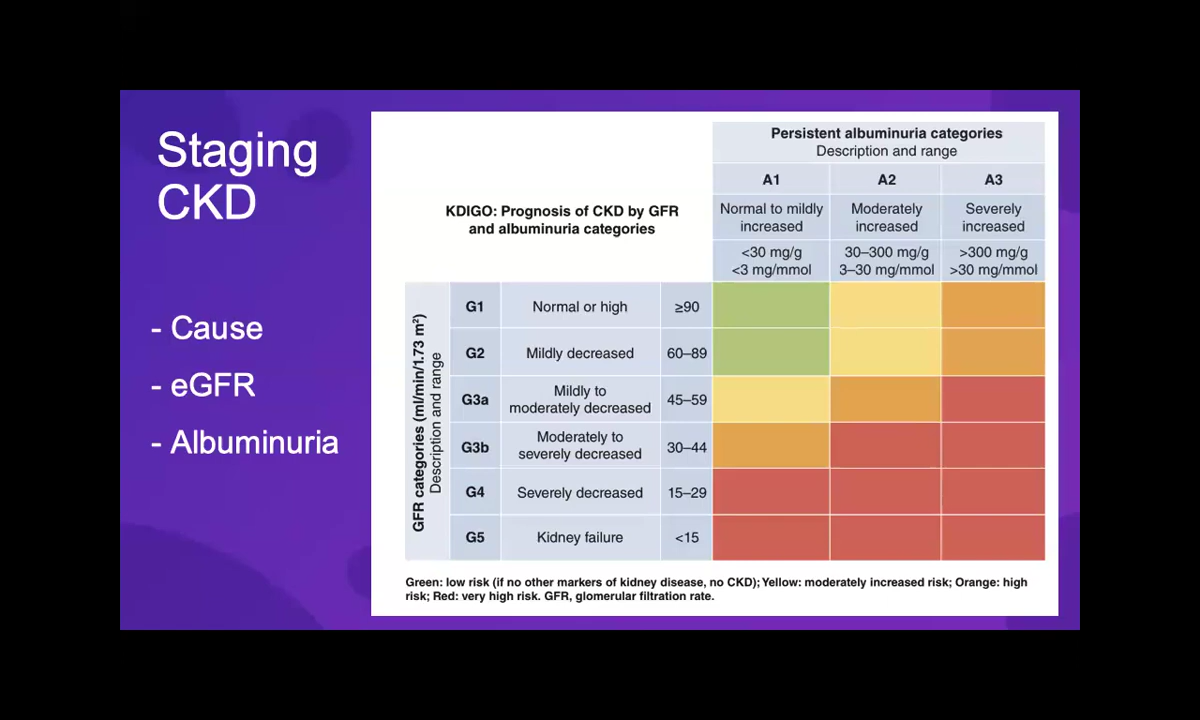 Staging
CKD
- Cause
- eGFR
- Albuminuria
Persistent albuminuria categories
Description and range
A1
A2
A3
KDIGO: Prognosis of CKD by GFR
and albuminuria categories
Normal to mildly
increased
Moderately
increased
Severely
increased
<30 mg/g
<3 mg/mmol
30–300 mg/g
3–30 mg/mmol
>300 mg/g
>30 mg/mmol
GFR categories (ml/min/1.73 m²)
Description and range
G1
Normal or high
≥90
G2
Mildly decreased
60–89
G3a
Mildly to
moderately decreased
45–59
G3b
Moderately to
severely decreased
30–44
G4
Severely decreased
15–29
G5
Kidney failure
<15
Green: low risk (if no other markers of kidney disease, no CKD); Yellow: moderately increased risk; Orange: high
risk; Red: very high risk. GFR, glomerular filtration rate.